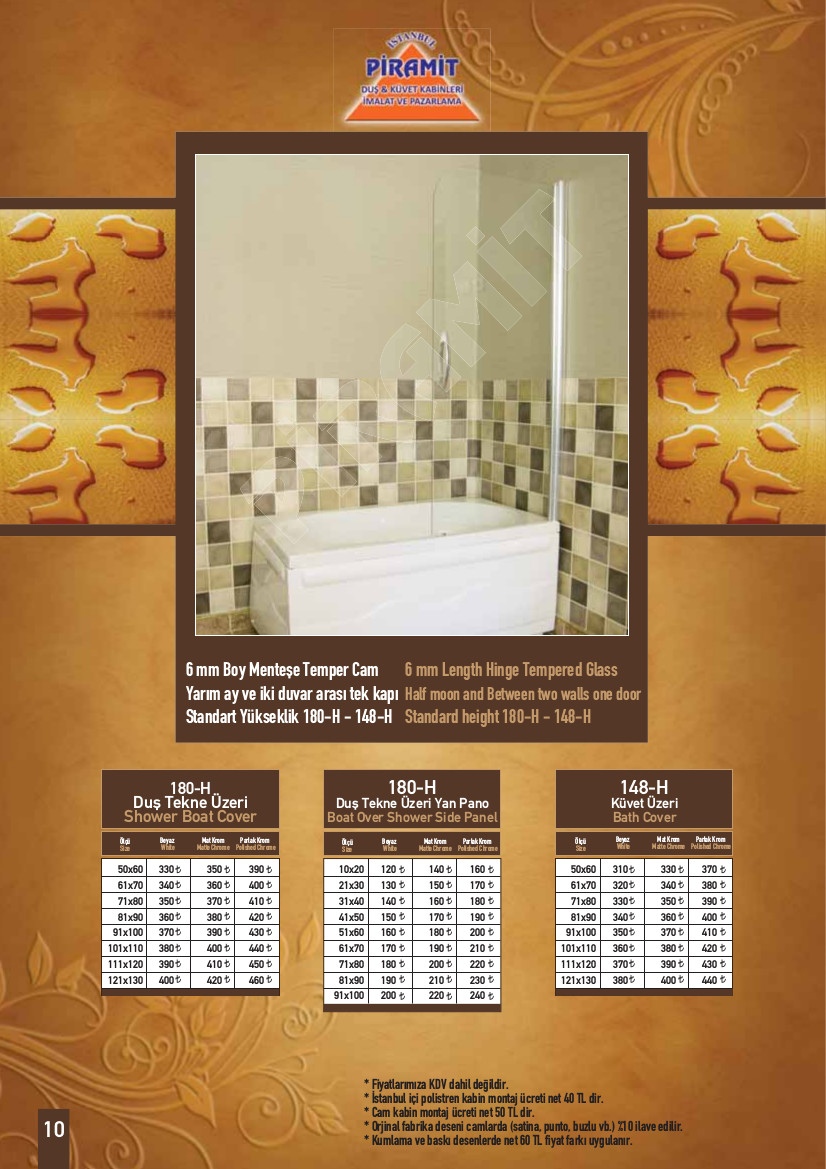 İSTANBUL
PİRAMİT
DUŞ & KÜVET KABİNLERİ
İMALAT VE PAZARLAMA
PİRAMİT
6 mm Boy Menteşe Temper Cam
Yarım ay ve iki duvar arası tek kapı
Standart Yükseklik 180-H - 148-H
6 mm Length Hinge Tempered Glass
Half moon and Between two walls one door
Standard height 180-H - 148-H
180-H
Duş Tekne Üzeri
Shower Boat Cover
Ölçü Beyaz Mat Krom Parlak Krom
Size White Matte Chrome Polished Chrome
50x60 330 ₺ 350 ₺ 390 ₺
61x70 340 ₺ 360 ₺ 400 ₺
71x80 350 ₺ 370 ₺ 410 ₺
81x90 360 ₺ 380 ₺ 420 ₺
91x100 370 ₺ 390 ₺ 430 ₺
101x110 380 ₺ 400 ₺ 440 ₺
111x120 390 ₺ 410 ₺ 450 ₺
121x130 400 ₺ 420 ₺ 460 ₺
180-H
Duş Tekne Üzeri Yan Pano
Boat Over Shower Side Panel
Ölçü Beyaz Mat Krom Parlak Krom
Size White Matte Chrome Polished Chrome
10x20 120 ₺ 140 ₺ 160 ₺
21x30 130 ₺ 150 ₺ 170 ₺
31x40 140 ₺ 160 ₺ 180 ₺
41x50 150 ₺ 170 ₺ 190 ₺
51x60 160 ₺ 180 ₺ 200 ₺
61x70 170 ₺ 190 ₺ 210 ₺
71x80 180 ₺ 200 ₺ 220 ₺
81x90 190 ₺ 210 ₺ 230 ₺
91x100 200 ₺ 220 ₺ 240 ₺
148-H
Küvet Üzeri
Bath Cover
Ölçü Beyaz Mat Krom Parlak Krom
Size White Matte Chrome Polished Chrome
50x60 310 ₺ 330 ₺ 370 ₺
61x70 320 ₺ 340 ₺ 380 ₺
71x80 330 ₺ 350 ₺ 390 ₺
81x90 340 ₺ 360 ₺ 400 ₺
91x100 350 ₺ 370 ₺ 410 ₺
101x110 360 ₺ 380 ₺ 420 ₺
111x120 370 ₺ 390 ₺ 430 ₺
121x130 380 ₺ 400 ₺ 440 ₺
* Fiyatlarımıza KDV dahil değildir.
* İstanbul içi polistren kabin montaj ücreti net 40 TL dir.
* Cam kabin montaj ücreti net 50 TL dir.
* Orjinal fabrika deseni camlarda (satina, punto, buzlu vb.) %10 ilave edilir.
* Kumlama ve baskı desenlerde net 60 TL fiyat farkı uygulanır.
10